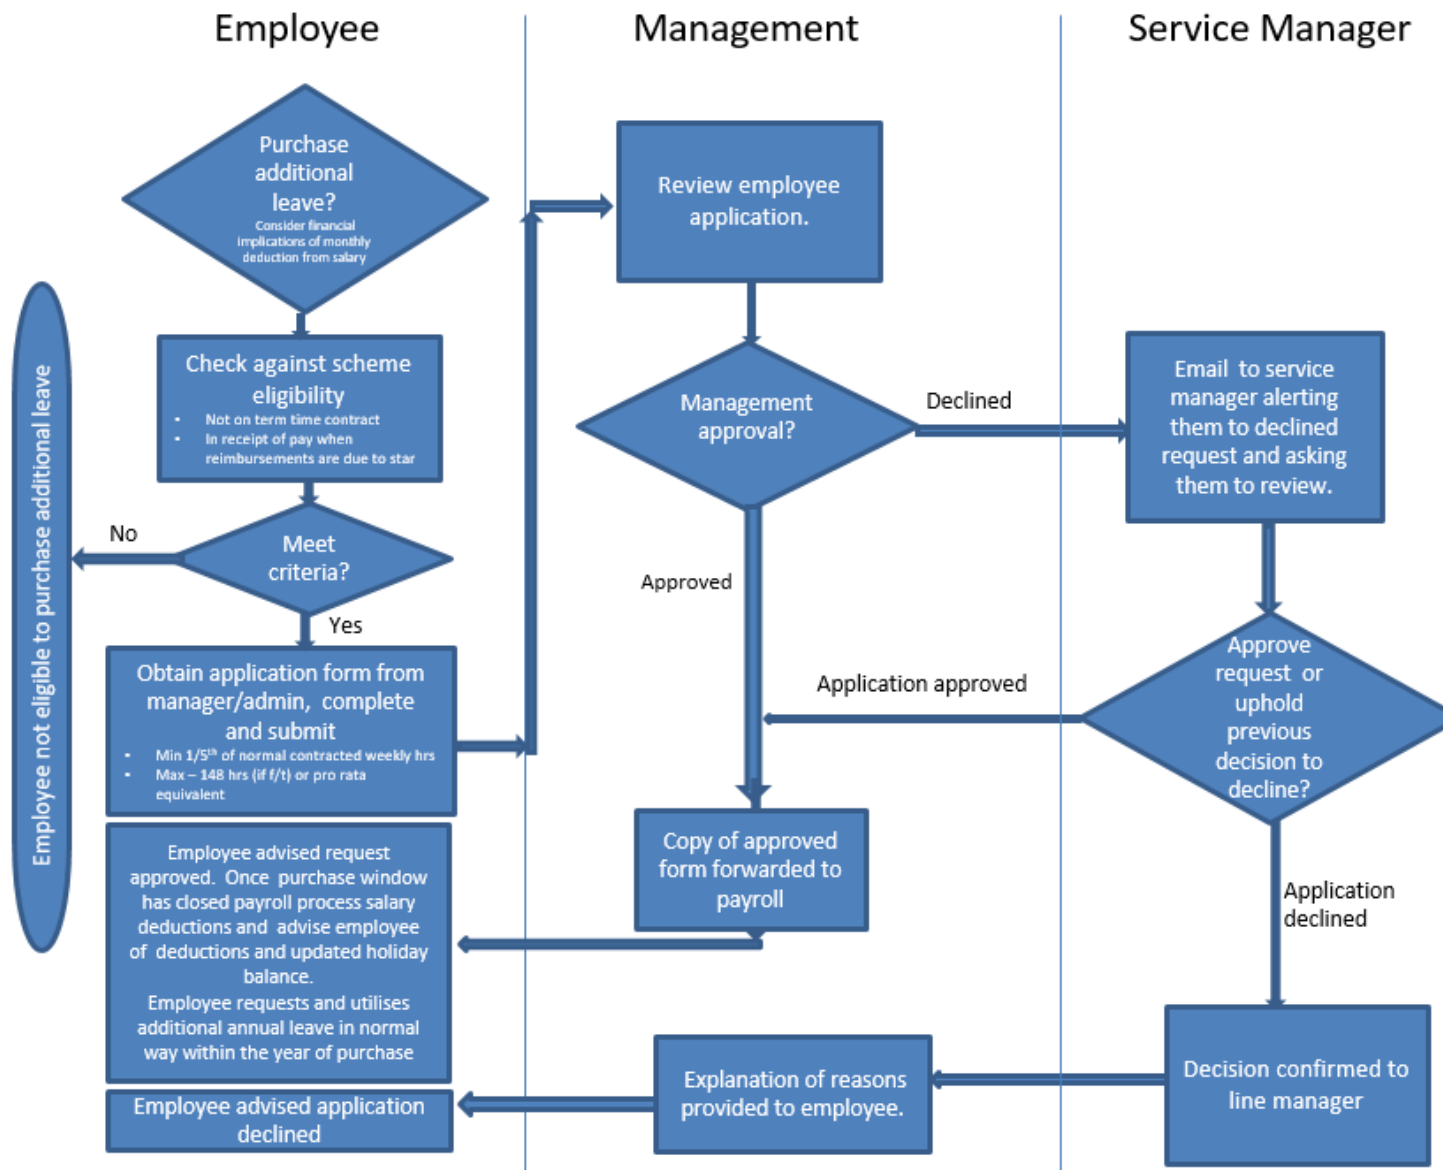 Employee
Management
Service Manager
Purchase
additional
leave?
Consider financial
implications of monthly
deduction from salary
Check against scheme
eligibility
• Not on term time contract
• In receipt of pay when
reimbursements are due to star
Meet
criteria?
No
Yes
Employee not eligible to purchase additional leave
Obtain application form from
manager/admin, complete
and submit
• Min 1/5th of normal contracted weekly hrs
• Max – 148 hrs (if f/t) or pro rata
equivalent
Employee advised request
approved. Once purchase window
has closed payroll process salary
deductions and advise employee
of deductions and updated holiday
balance.
Employee requests and utilises
additional annual leave in normal
way within the year of purchase
Employee advised application
declined
Review employee
application.
Management
approval?
Declined
Approved
Application approved
Copy of approved
form forwarded to
payroll
Explanation of reasons
provided to employee.
Email to service
manager alerting
them to declined
request and asking
them to review.
Approve
request or
uphold
previous
decision to
decline?
Application
declined
Decision confirmed to
line manager